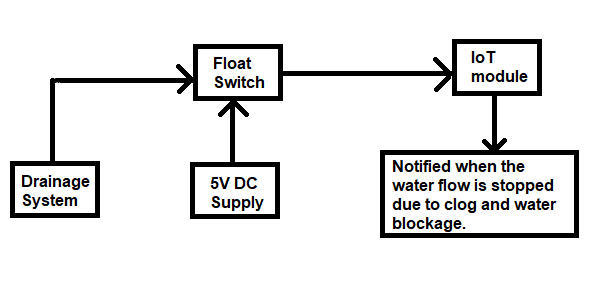 Float
Switch
IoT
module
Drainage
System
5V DC
Supply
Notified when the
water flow is stopped
due to clog and water
blockage.